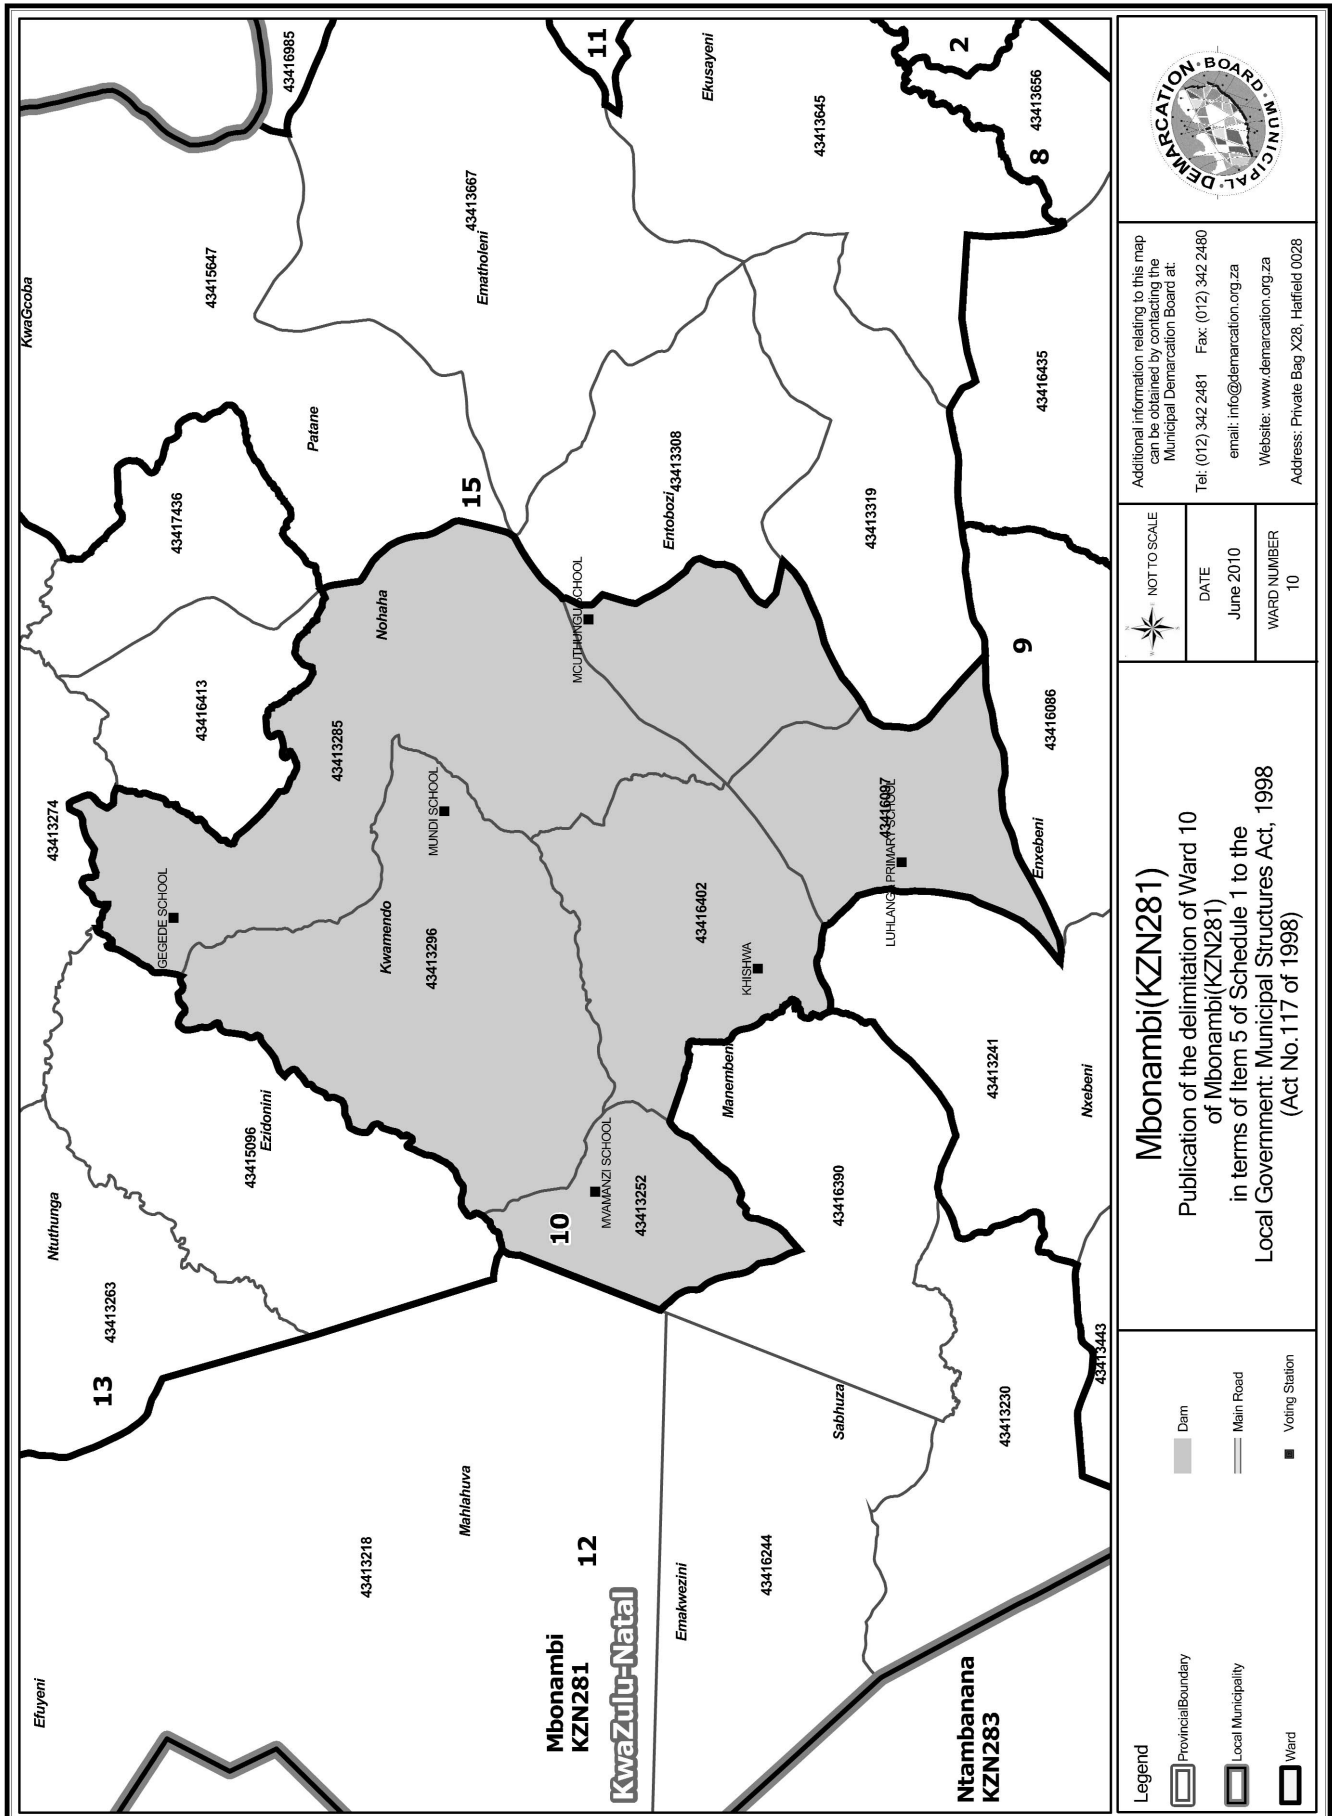 Efuyeni
Ntuthunga
43413274
KwaGcoba
43416985
13
43413263
43417436
43415647
GEGEDE SCHOOL
43416413
43415096
Ezidonini
Patane
43413285
Nohaha
43413218
Kwamendo
43413296
MUNDI SCHOOL
Mahlahuva
15
Ematholeni
43413667
11
Mbonambi
KZN281
12
10
MCUTHUNGU SCHOOL
KwaZulu-Natal
MVAMANZI SCHOOL
43413252
Entobozi
43413308
Ekusayeni
Emakwezini
43416402
Manembeni
KHISHWA
43416244
43413645
Sabhuza
43416390
43413319
43416097
LUHLANGA PRIMARY SCHOOL
Ntambanana
KZN283
2
43413241
43413230
9
8
43413656
Enxebeni
43416086
43416435
Nxebeni
43413443
Legend
ProvincialBoundary
Local Municipality
Ward
Dam
Main Road
Voting Station
Mbonambi(KZN281)
Publication of the delimitation of Ward 10
of Mbonambi(KZN281)
in terms of Item 5 of Schedule 1 to the
Local Government: Municipal Structures Act, 1998
(Act No.117 of 1998)
NOT TO SCALE
DATE
June 2010
WARD NUMBER
10
Additional information relating to this map
can be obtained by contacting the
Municipal Demarcation Board at:
Tel: (012) 342 2481 Fax: (012) 342 2480
email: info@demarcation.org.za
Website: www.demarcation.org.za
Address: Private Bag X28, Hatfield 0028
MUNICIPAL DEMARCATION BOARD